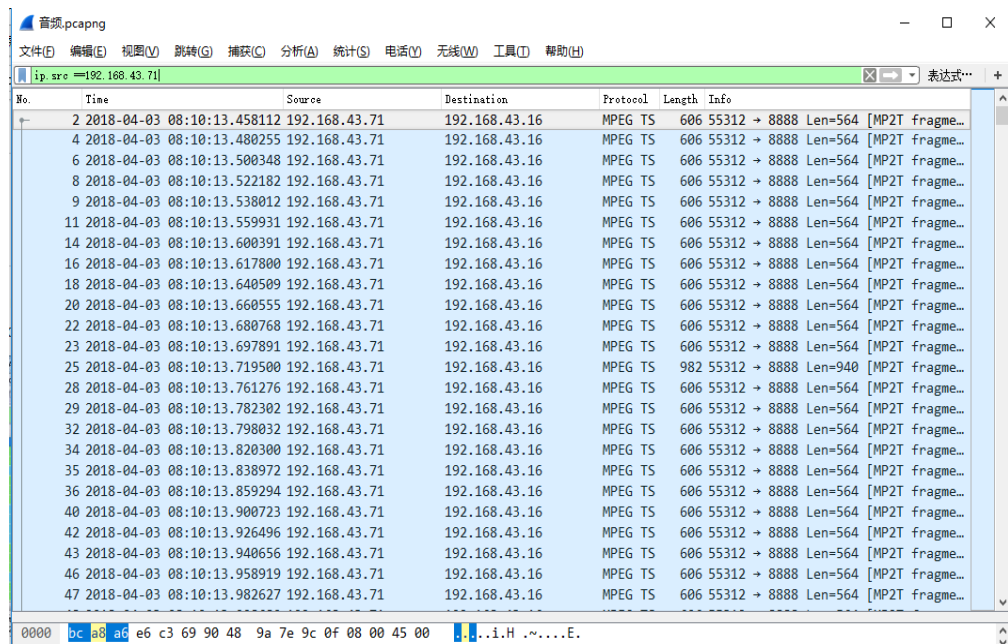 音频.pcapng
文件(F) 编辑(E) 视图(V) 跳转(G) 捕获(C) 分析(A) 统计(S) 电话(Y) 无线(W) 工具(T) 帮助(H)
ip.src ==192.168.43.71 表达式… +
No. Time Source Destination Protocol Length Info
2 2018-04-03 08:10:13.458112 192.168.43.71 192.168.43.16 MPEG TS 606 55312 → 8888 Len=564 [MP2T fragme…
4 2018-04-03 08:10:13.480255 192.168.43.71 192.168.43.16 MPEG TS 606 55312 → 8888 Len=564 [MP2T fragme…
6 2018-04-03 08:10:13.500348 192.168.43.71 192.168.43.16 MPEG TS 606 55312 → 8888 Len=564 [MP2T fragme…
8 2018-04-03 08:10:13.522182 192.168.43.71 192.168.43.16 MPEG TS 606 55312 → 8888 Len=564 [MP2T fragme…
9 2018-04-03 08:10:13.538012 192.168.43.71 192.168.43.16 MPEG TS 606 55312 → 8888 Len=564 [MP2T fragme…
11 2018-04-03 08:10:13.559931 192.168.43.71 192.168.43.16 MPEG TS 606 55312 → 8888 Len=564 [MP2T fragme…
14 2018-04-03 08:10:13.600391 192.168.43.71 192.168.43.16 MPEG TS 606 55312 → 8888 Len=564 [MP2T fragme…
16 2018-04-03 08:10:13.617800 192.168.43.71 192.168.43.16 MPEG TS 606 55312 → 8888 Len=564 [MP2T fragme…
18 2018-04-03 08:10:13.640509 192.168.43.71 192.168.43.16 MPEG TS 606 55312 → 8888 Len=564 [MP2T fragme…
20 2018-04-03 08:10:13.660555 192.168.43.71 192.168.43.16 MPEG TS 606 55312 → 8888 Len=564 [MP2T fragme…
22 2018-04-03 08:10:13.680768 192.168.43.71 192.168.43.16 MPEG TS 606 55312 → 8888 Len=564 [MP2T fragme…
23 2018-04-03 08:10:13.697891 192.168.43.71 192.168.43.16 MPEG TS 606 55312 → 8888 Len=564 [MP2T fragme…
25 2018-04-03 08:10:13.719500 192.168.43.71 192.168.43.16 MPEG TS 982 55312 → 8888 Len=940 [MP2T fragme…
28 2018-04-03 08:10:13.761276 192.168.43.71 192.168.43.16 MPEG TS 606 55312 → 8888 Len=564 [MP2T fragme…
29 2018-04-03 08:10:13.782302 192.168.43.71 192.168.43.16 MPEG TS 606 55312 → 8888 Len=564 [MP2T fragme…
32 2018-04-03 08:10:13.798032 192.168.43.71 192.168.43.16 MPEG TS 606 55312 → 8888 Len=564 [MP2T fragme…
34 2018-04-03 08:10:13.820300 192.168.43.71 192.168.43.16 MPEG TS 606 55312 → 8888 Len=564 [MP2T fragme…
35 2018-04-03 08:10:13.838972 192.168.43.71 192.168.43.16 MPEG TS 606 55312 → 8888 Len=564 [MP2T fragme…
36 2018-04-03 08:10:13.859294 192.168.43.71 192.168.43.16 MPEG TS 606 55312 → 8888 Len=564 [MP2T fragme…
40 2018-04-03 08:10:13.900723 192.168.43.71 192.168.43.16 MPEG TS 606 55312 → 8888 Len=564 [MP2T fragme…
42 2018-04-03 08:10:13.926496 192.168.43.71 192.168.43.16 MPEG TS 606 55312 → 8888 Len=564 [MP2T fragme…
43 2018-04-03 08:10:13.940656 192.168.43.71 192.168.43.16 MPEG TS 606 55312 → 8888 Len=564 [MP2T fragme…
46 2018-04-03 08:10:13.958919 192.168.43.71 192.168.43.16 MPEG TS 606 55312 → 8888 Len=564 [MP2T fragme…
47 2018-04-03 08:10:13.982627 192.168.43.71 192.168.43.16 MPEG TS 606 55312 → 8888 Len=564 [MP2T fragme…
0000 bc a8 a6 e6 c3 69 90 48 9a 7e 9c 0f 08 00 45 00 .....i.H .~....E.